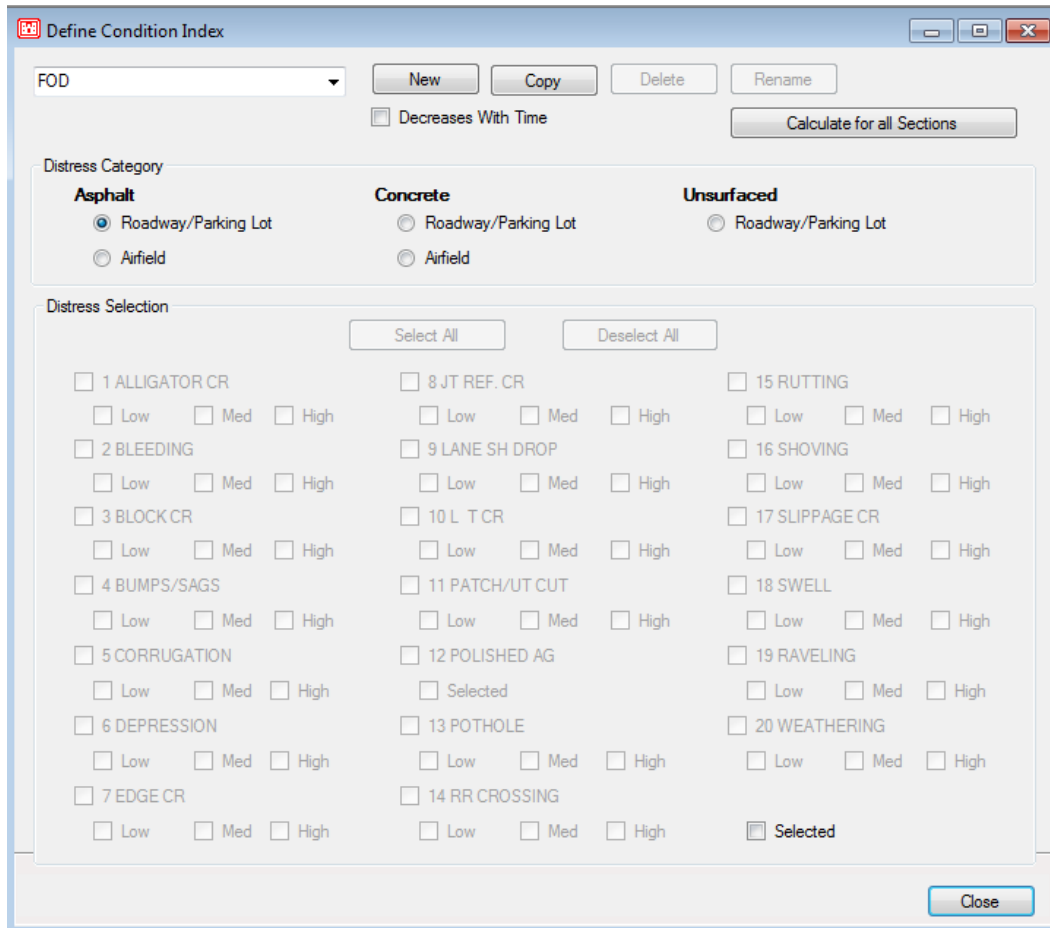 Define Condition Index
FOD New Copy Delete Rename
Decreases With Time Calculate for all Sections
Distress Category
Asphalt Concrete Unsurfaced
Roadway/Parking Lot Roadway/Parking Lot Roadway/Parking Lot
Airfield Airfield
Distress Selection
Select All Deselect All
1 ALLIGATOR CR 8 JT REF. CR 15 RUTTING
Low Med High Low Med High Low Med High
2 BLEEDING 9 LANE SH DROP 16 SHOVING
Low Med High Low Med High Low Med High
3 BLOCK CR 10 L T CR 17 SLIPPAGE CR
Low Med High Low Med High Low Med High
4 BUMPS/SAGS 11 PATCH/UT CUT 18 SWELL
Low Med High Low Med High Low Med High
5 CORRUGATION 12 POLISHED AG 19 RAVELING
Low Med High Selected Low Med High
6 DEPRESSION 13 POTHOLE 20 WEATHERING
Low Med High Low Med High Low Med High
7 EDGE CR 14 RR CROSSING
Low Med High Low Med High Selected
Close